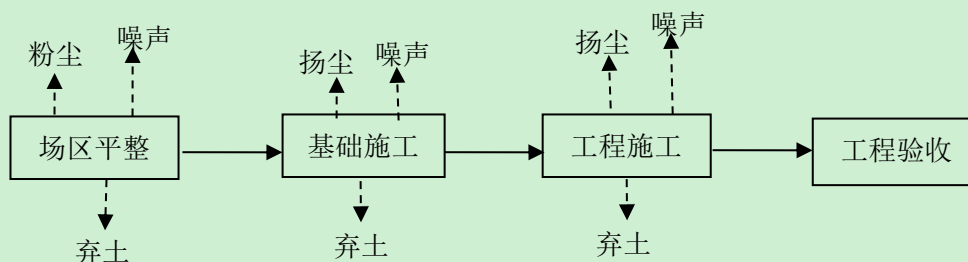 粉尘 噪声 扬尘 噪声 扬尘 噪声
场区平整 基础施工 工程施工 工程验收
弃土 弃土 弃土